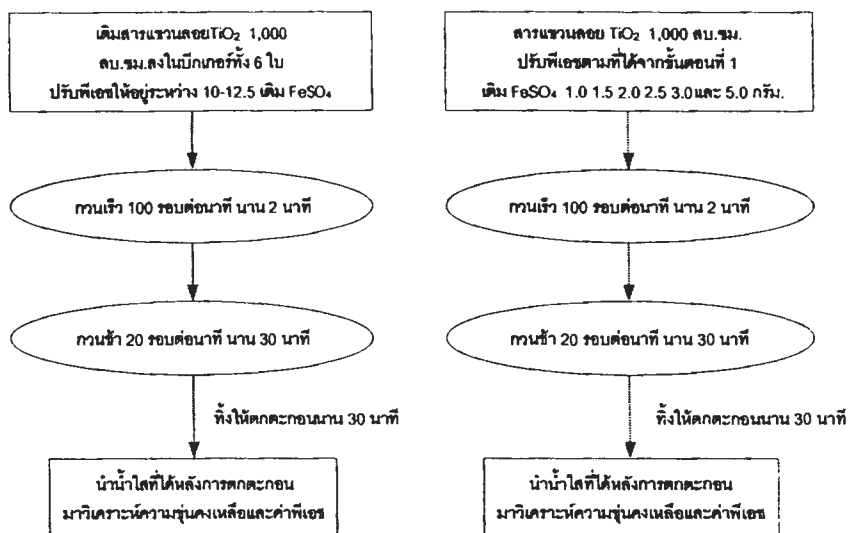 เติมสารแขวนลอยTiO₂ 1,000
ลบ.ซม.ลงในบีกเกอร์ทั้ง 6 ใบ
ปรับพีเอชให้อยู่ระหว่าง 10-12.5 เติม FeSO₄
กวนเร็ว 100 รอบต่อนาที นาน 2 นาที
กวนช้า 20 รอบต่อนาที นาน 30 นาที
ทิ้งให้ตกตะกอนนาน 30 นาที
นำน้ำใสที่ได้หลังการตกตะกอน
มาวิเคราะห์ความขุ่นคงเหลือและค่าพีเอช
สารแขวนลอย TiO₂ 1,000 ลบ.ซม.
ปรับพีเอชตามที่ได้จากขั้นตอนที่ 1
เติม FeSO₄ 1.0 1.5 2.0 2.5 3.0และ 5.0 กรัม.
กวนเร็ว 100 รอบต่อนาที นาน 2 นาที
กวนช้า 20 รอบต่อนาที นาน 30 นาที
ทิ้งให้ตกตะกอนนาน 30 นาที
นำน้ำใสที่ได้หลังการตกตะกอน
มาวิเคราะห์ความขุ่นคงเหลือและค่าพีเอช